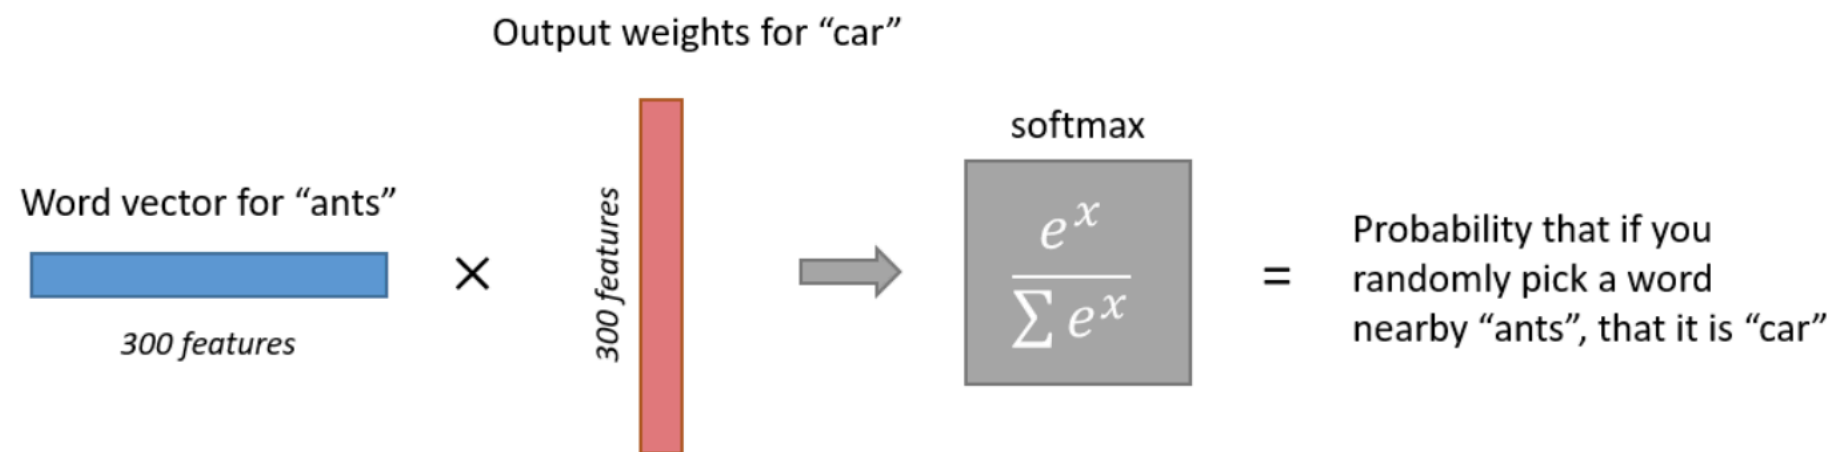 Output weights for “car”
softmax
Word vector for “ants”
300 features
×
300 features
e^x
∑ e^x
=
Probability that if you
randomly pick a word
nearby “ants”, that it is “car”